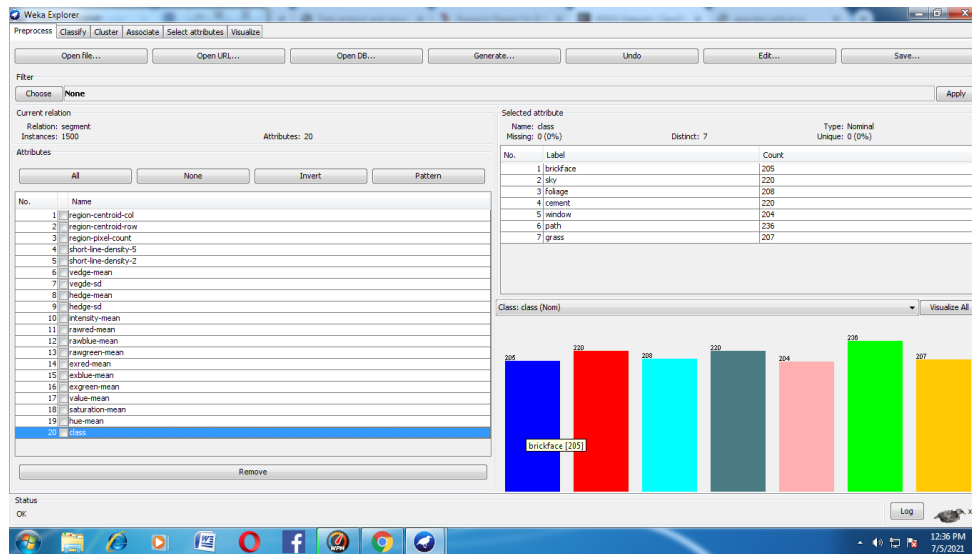 Weka Explorer
Preprocess Classify Cluster Associate Select attributes Visualize
Open file... Open URL... Open DB... Generate... Undo Edit... Save...
Filter
Choose None Apply
Current relation
Relation: segment
Instances: 1500 Attributes: 20
Attributes
All None Invert Pattern
No. Name
1 region-centroid-col
2 region-centroid-row
3 region-pixel-count
4 short-line-density-5
5 short-line-density-2
6 vedge-mean
7 vegde-sd
8 hedge-mean
9 hedge-sd
10 intensity-mean
11 rawred-mean
12 rawblue-mean
13 rawgreen-mean
14 exred-mean
15 exblue-mean
16 exgreen-mean
17 value-mean
18 saturation-mean
19 hue-mean
20 class
Remove
Selected attribute
Name: class Type: Nominal
Missing: 0 (0%) Distinct: 7 Unique: 0 (0%)
No. Label Count
1 brickface 205
2 sky 220
3 foliage 208
4 cement 220
5 window 204
6 path 236
7 grass 207
Class: class (Nom) Visualize All
205 220 208 220 204 236 207
brickface [205]
Status
OK Log x 0
W O f WPM
12:36 PM
7/5/2021